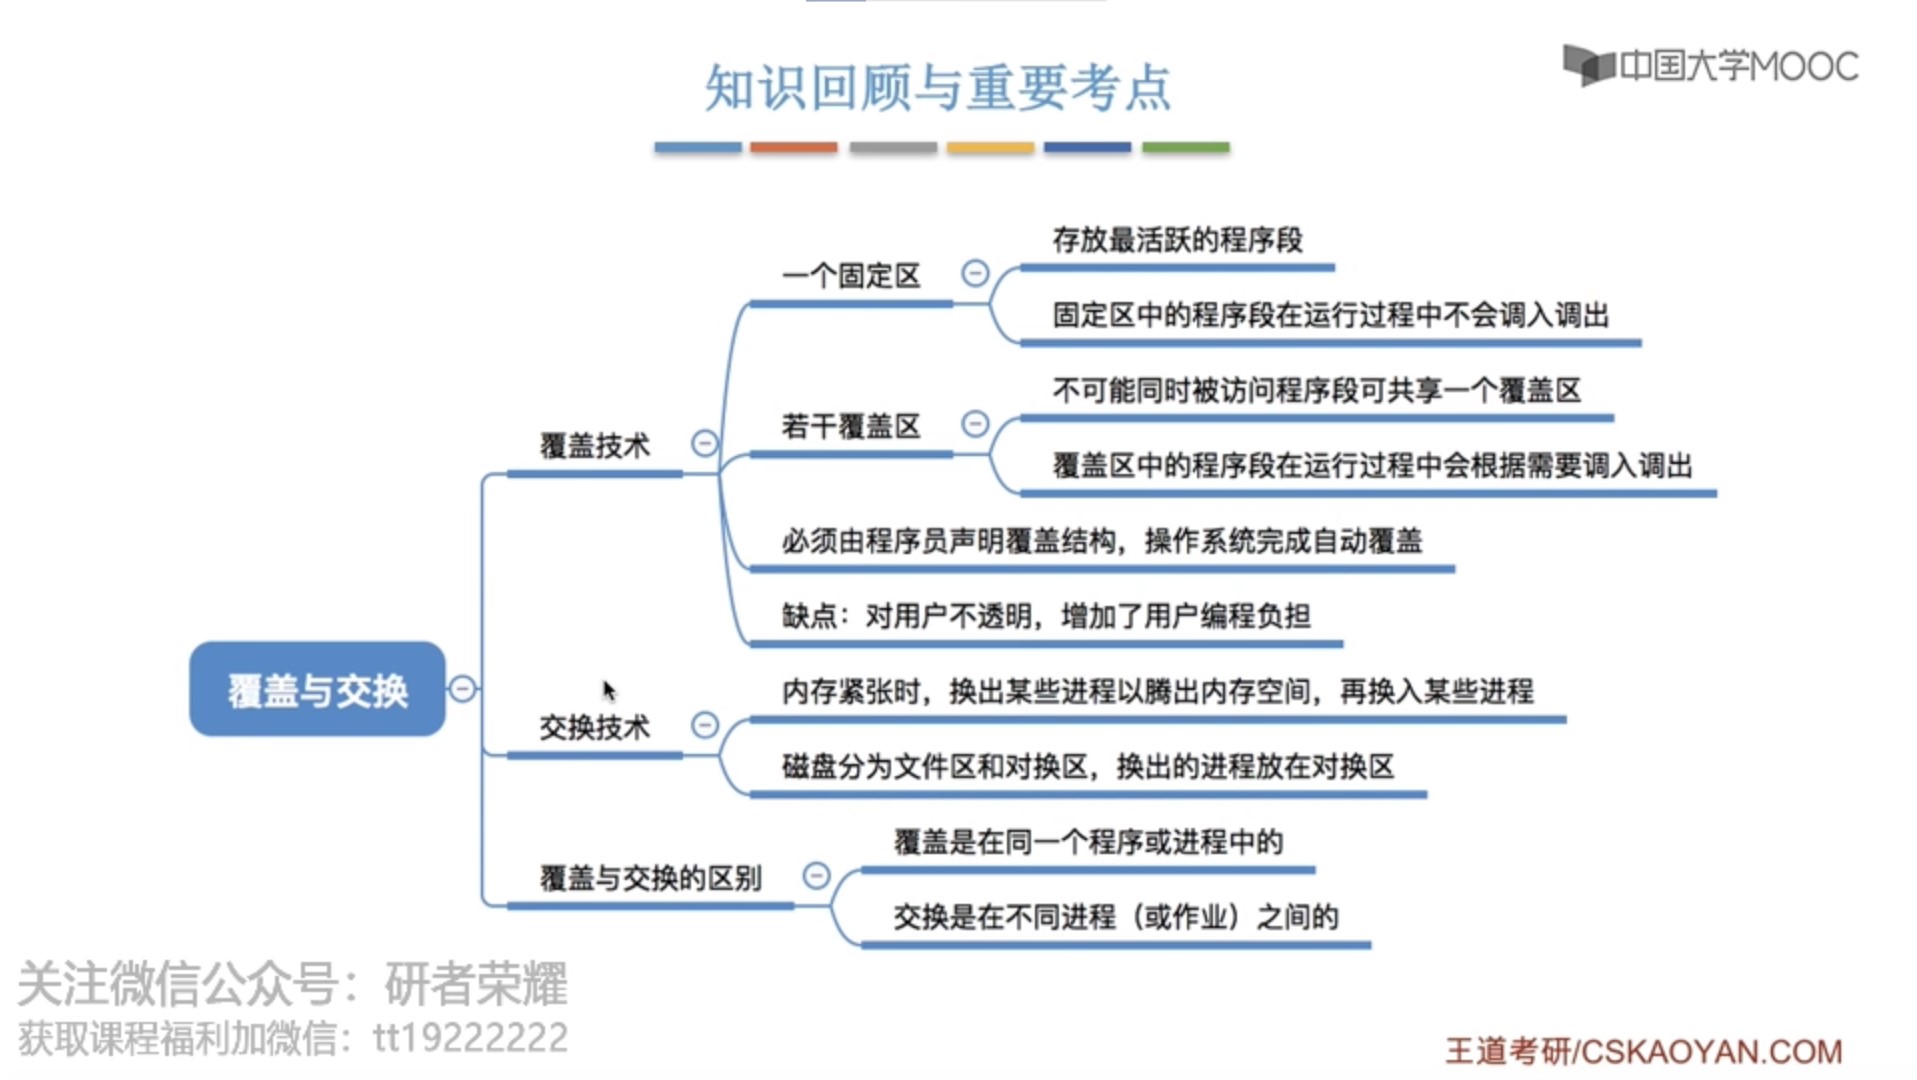 中国大学MOOC
知识回顾与重要考点
存放最活跃的程序段
一个固定区
固定区中的程序段在运行过程中不会调入调出
不可能同时被访问程序段可共享一个覆盖区
若干覆盖区
覆盖技术
覆盖区中的程序段在运行过程中会根据需要调入调出
必须由程序员声明覆盖结构，操作系统完成自动覆盖
缺点：对用户不透明，增加了用户编程负担
覆盖与交换
内存紧张时，换出某些进程以腾出内存空间，再换入某些进程
交换技术
磁盘分为文件区和对换区，换出的进程放在对换区
覆盖是在同一个程序或进程中的
覆盖与交换的区别
交换是在不同进程（或作业）之间的
关注微信公众号：研者荣耀
获取课程福利加微信：tt19222222
王道考研/CSKAOYAN.COM